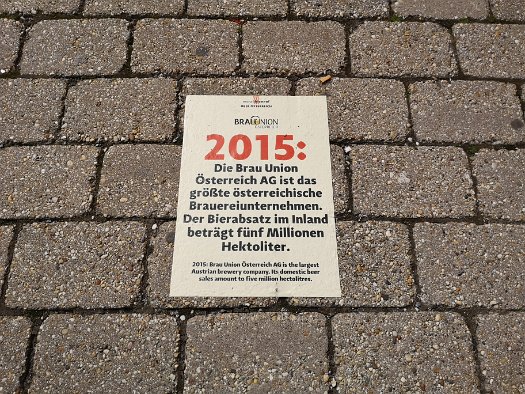 BRAU UNION
ÖSTERREICH
2015:
Die Brau Union
Österreich AG ist das
größte österreichische
Brauereiunternehmen.
Der Bierabsatz im Inland
beträgt fünf Millionen
Hektoliter.
2015: Brau Union Österreich AG is the largest
Austrian brewery company. Its domestic beer
sales amount to five million hectolitres.